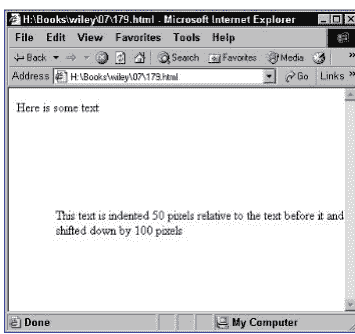 H:\Books\wiley\07\179.html - Microsoft Internet Explorer
File Edit View Favorites Tools Help
Back Search Favorites Media »
Address H:\Books\wiley\07\179.html Go Links »
Here is some text
This text is indented 50 pixels relative to the text before it and
shifted down by 100 pixels
Done My Computer